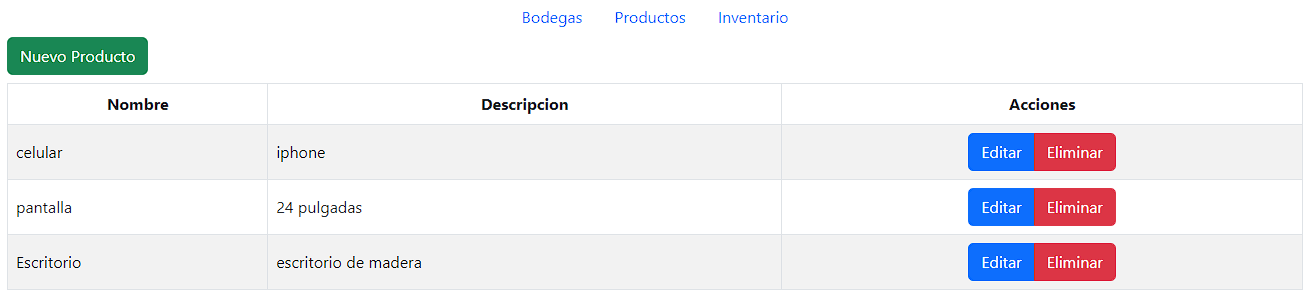 Bodegas Productos Inventario
Nuevo Producto
Nombre Descripcion Acciones
celular iphone Editar Eliminar
pantalla 24 pulgadas Editar Eliminar
Escritorio escritorio de madera Editar Eliminar